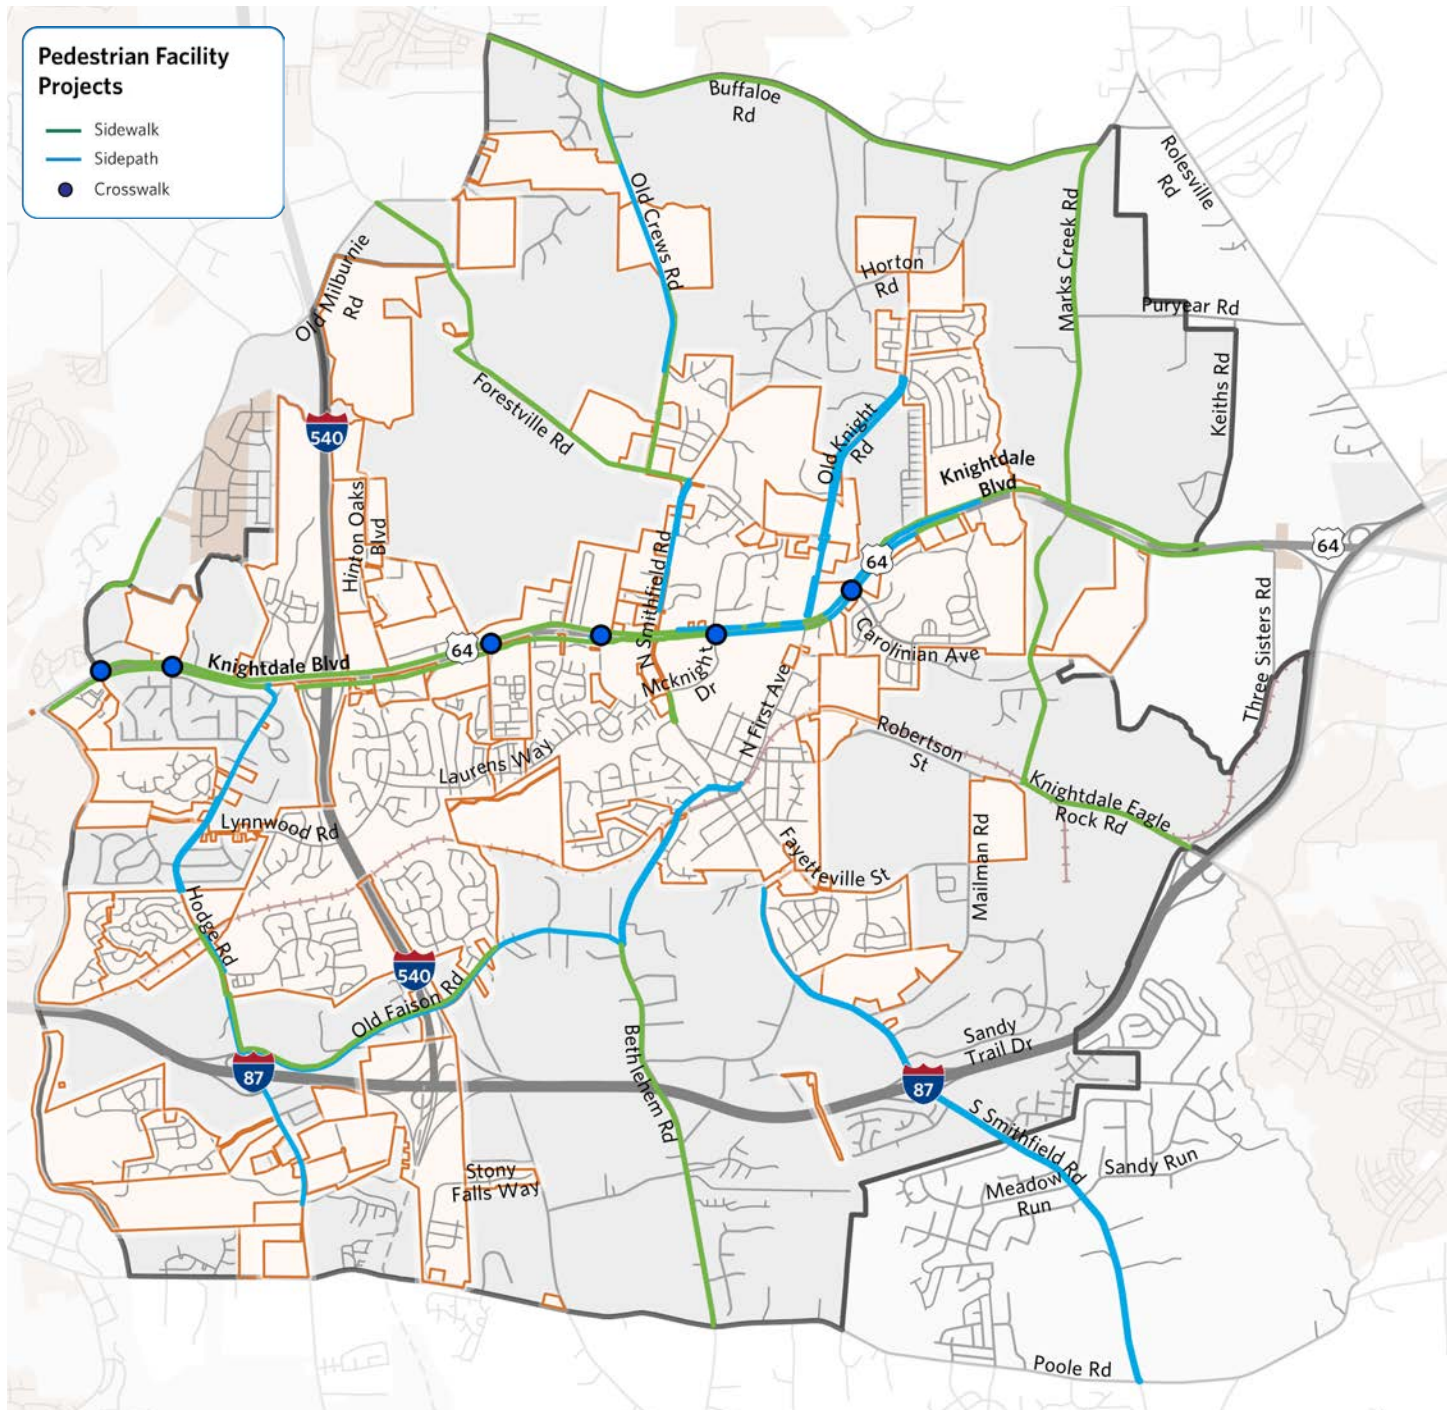 Pedestrian Facility
Projects
Sidewalk
Sidepath
Crosswalk
Buffaloe
Rd
Rolesville
Rd
Old Crews Rd
Marks Creek Rd
Old Milburnie
Rd
Horton
Rd
Puryear Rd
Keiths Rd
Forestville Rd
540
Old Knight
Rd
Knightdale
Blvd
Hinton Oaks
Blvd
N Smithfield Rd
64
64
64
Knightdale Blvd
Mcknight
Dr
Carolinian Ave
Three Sisters Rd
N First Ave
Robertson
St
Laurens Way
Knightdale Eagle
Rock Rd
Lynnwood Rd
Fayetteville St
Mailman Rd
Hodge Rd
540
Old Faison Rd
Sandy
Trail Dr
Bethlehem Rd
87
87
S Smithfield Rd
Sandy Run
Meadow
Run
Stony
Falls Way
Poole Rd